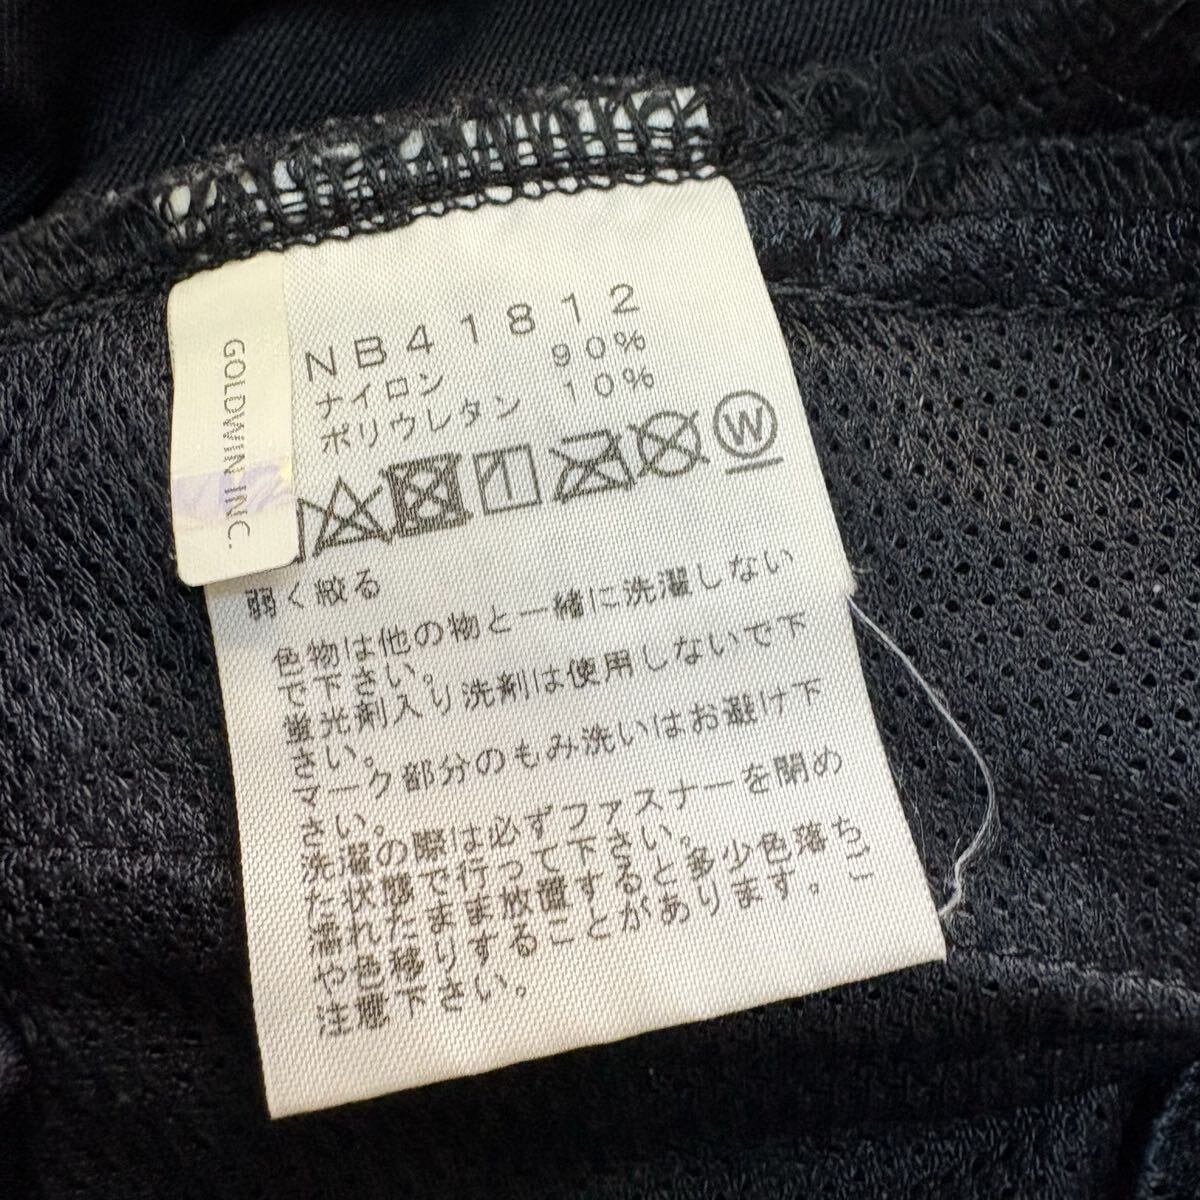 GOLDWIN INC.
NB41812
ナイロン 90%
ポリウレタン 10%
W
弱く絞る
色物は他の物と一緒に洗濯しない
で下さい。
蛍光剤入り洗剤は使用しないで下
さい。
マーク部分のもみ洗いはお避け下
さい。
洗濯の際は必ずファスナーを閉め
た状態で行って下さい。
濡れたまま放置すると多少色落ち
や色移りすることがあります。ご
注意下さい。